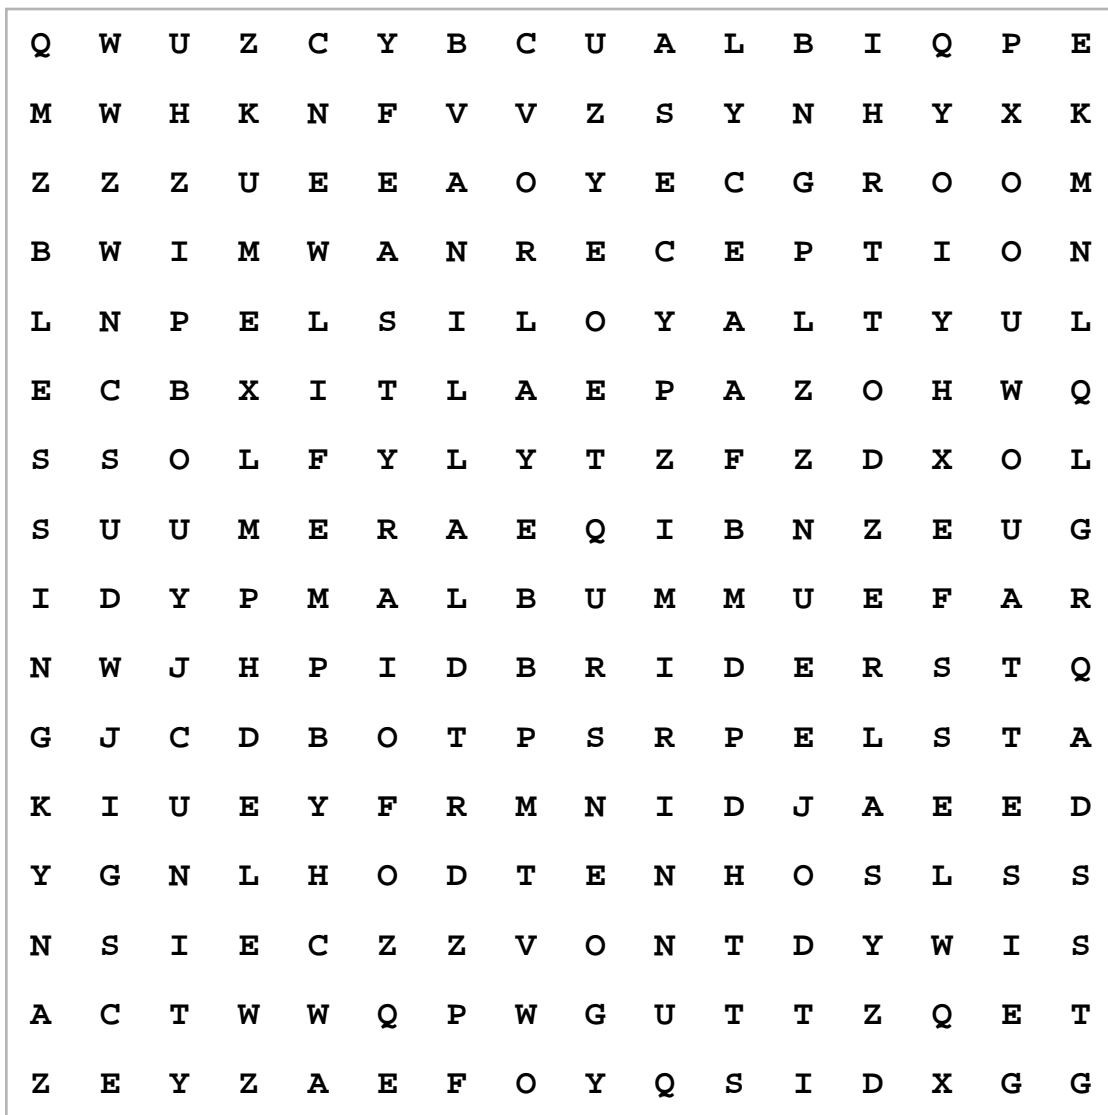 Q W U Z C Y B C U A L B I Q P E
M W H K N F V V Z S Y N H Y X K
Z Z Z U E E A O Y E C G R O O M
B W I M W A N R E C E P T I O N
L N P E L S I L O Y A L T Y U L
E C B X I T L A E P A Z O H W Q
S S O L F Y L Y T Z F Z D X O L
S U U M E R A E Q I B N Z E U G
I D Y P M A L B U M M U E F A R
N W J H P I D B R I D E R S T Q
G J C D B O T P S R P E L S T A
K I U E Y F R M N I D J A E E D
Y G N L H O D T E N H O S L S S
N S I E C Z Z V O N T D Y W I S
A C T W W Q P W G U T T Z Q E T
Z E Y Z A E F O Y Q S I D X G G